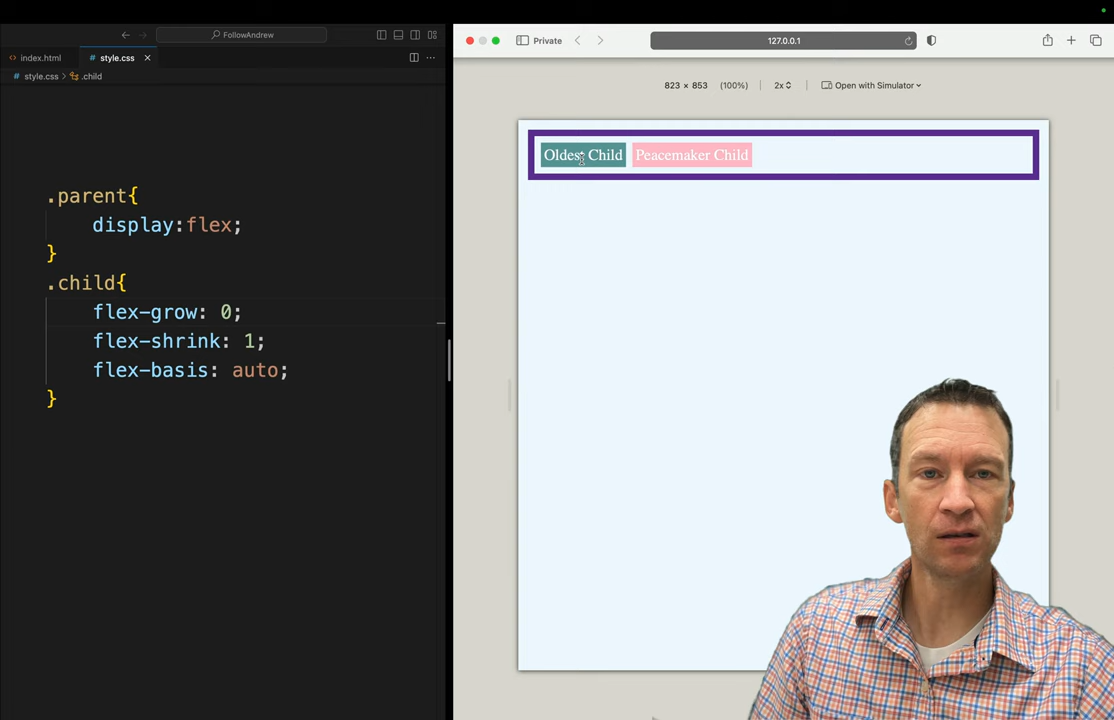 FollowAndrew
index.html
style.css
style.css > .child
.parent{
display:flex;
}
.child{
flex-grow: 0;
flex-shrink: 1;
flex-basis: auto;
}
Private
127.0.0.1
823 × 853 (100%) 2x Open with Simulator
Oldest Child Peacemaker Child